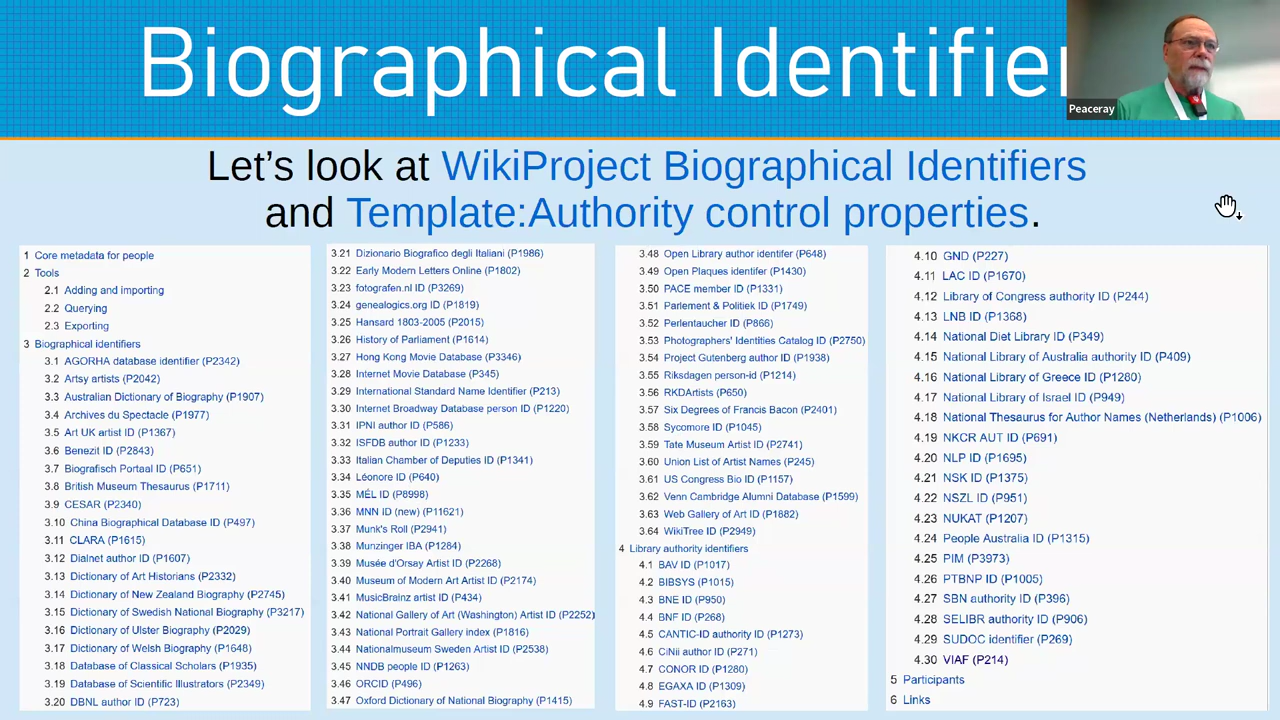 Biographical Identifier
Peaceray
Let's look at WikiProject Biographical Identifiers
and Template:Authority control properties.
1 Core metadata for people
2 Tools
2.1 Adding and importing
2.2 Querying
2.3 Exporting
3 Biographical identifiers
3.1 AGORHA database identifier (P2342)
3.2 Artsy artists (P2042)
3.3 Australian Dictionary of Biography (P1907)
3.4 Archives du Spectacle (P1977)
3.5 Art UK artist ID (P1367)
3.6 Benezit ID (P2843)
3.7 Biografisch Portaal ID (P651)
3.8 British Museum Thesaurus (P1711)
3.9 CESAR (P2340)
3.10 China Biographical Database ID (P497)
3.11 CLARA (P1615)
3.12 Dialnet author ID (P1607)
3.13 Dictionary of Art Historians (P2332)
3.14 Dictionary of New Zealand Biography (P2745)
3.15 Dictionary of Swedish National Biography (P3217)
3.16 Dictionary of Ulster Biography (P2029)
3.17 Dictionary of Welsh Biography (P1648)
3.18 Database of Classical Scholars (P1935)
3.19 Database of Scientific Illustrators (P2349)
3.20 DBNL author ID (P723)
3.21 Dizionario Biografico degli Italiani (P1986)
3.22 Early Modern Letters Online (P1802)
3.23 fotografen.nl ID (P3269)
3.24 genealogics.org ID (P1819)
3.25 Hansard 1803-2005 (P2015)
3.26 History of Parliament (P1614)
3.27 Hong Kong Movie Database (P3346)
3.28 Internet Movie Database (P345)
3.29 International Standard Name Identifier (P213)
3.30 Internet Broadway Database person ID (P1220)
3.31 IPNI author ID (P586)
3.32 ISFDB author ID (P1233)
3.33 Italian Chamber of Deputies ID (P1341)
3.34 Léonore ID (P640)
3.35 MÉL ID (P8998)
3.36 MNN ID (new) (P11621)
3.37 Munk's Roll (P2941)
3.38 Munzinger IBA (P1284)
3.39 Musée d'Orsay Artist ID (P2268)
3.40 Museum of Modern Art Artist ID (P2174)
3.41 MusicBrainz artist ID (P434)
3.42 National Gallery of Art (Washington) Artist ID (P2252)
3.43 National Portrait Gallery index (P1816)
3.44 Nationalmuseum Sweden Artist ID (P2538)
3.45 NNDB people ID (P1263)
3.46 ORCID (P496)
3.47 Oxford Dictionary of National Biography (P1415)
3.48 Open Library author identifer (P648)
3.49 Open Plaques identifer (P1430)
3.50 PACE member ID (P1331)
3.51 Parlement & Politiek ID (P1749)
3.52 Perlentaucher ID (P866)
3.53 Photographers' Identities Catalog ID (P2750)
3.54 Project Gutenberg author ID (P1938)
3.55 Riksdagen person-id (P1214)
3.56 RKDArtists (P650)
3.57 Six Degrees of Francis Bacon (P2401)
3.58 Sycomore ID (P1045)
3.59 Tate Museum Artist ID (P2741)
3.60 Union List of Artist Names (P245)
3.61 US Congress Bio ID (P1157)
3.62 Venn Cambridge Alumni Database (P1599)
3.63 Web Gallery of Art ID (P1882)
3.64 WikiTree ID (P2949)
4 Library authority identifiers
4.1 BAV ID (P1017)
4.2 BIBSYS (P1015)
4.3 BNE ID (P950)
4.4 BNF ID (P268)
4.5 CANTIC-ID authority ID (P1273)
4.6 CiNii author ID (P271)
4.7 CONOR ID (P1280)
4.8 EGAXA ID (P1309)
4.9 FAST-ID (P2163)
4.10 GND (P227)
4.11 LAC ID (P1670)
4.12 Library of Congress authority ID (P244)
4.13 LNB ID (P1368)
4.14 National Diet Library ID (P349)
4.15 National Library of Australia authority ID (P409)
4.16 National Library of Greece ID (P1280)
4.17 National Library of Israel ID (P949)
4.18 National Thesaurus for Author Names (Netherlands) (P1006)
4.19 NKCR AUT ID (P691)
4.20 NLP ID (P1695)
4.21 NSK ID (P1375)
4.22 NSZL ID (P951)
4.23 NUKAT (P1207)
4.24 People Australia ID (P1315)
4.25 PIM (P3973)
4.26 PTBNP ID (P1005)
4.27 SBN authority ID (P396)
4.28 SELIBR authority ID (P906)
4.29 SUDOC identifier (P269)
4.30 VIAF (P214)
5 Participants
6 Links